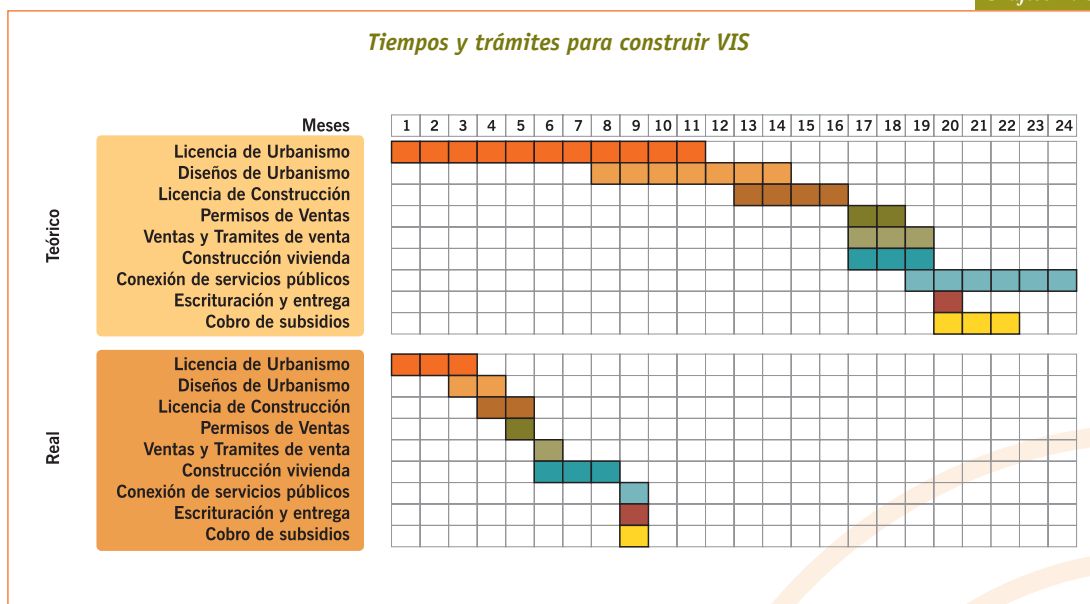 Tiempos y trámites para construir VIS
Meses 1 2 3 4 5 6 7 8 9 10 11 12 13 14 15 16 17 18 19 20 21 22 23 24
Teórico
Licencia de Urbanismo
Diseños de Urbanismo
Licencia de Construcción
Permisos de Ventas
Ventas y Tramites de venta
Construcción vivienda
Conexión de servicios públicos
Escrituración y entrega
Cobro de subsidios
Real
Licencia de Urbanismo
Diseños de Urbanismo
Licencia de Construcción
Permisos de Ventas
Ventas y Tramites de venta
Construcción vivienda
Conexión de servicios públicos
Escrituración y entrega
Cobro de subsidios